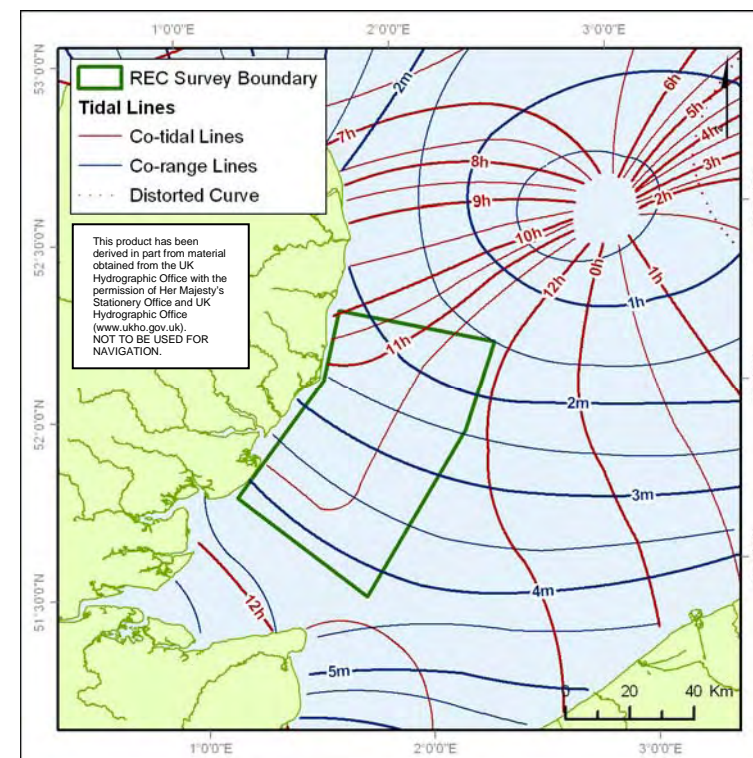 1°0'0"E 2°0'0"E 3°0'0"E
53°0'0"N
52°30'0"N
52°0'0"N
51°30'0"N
REC Survey Boundary
Tidal Lines
Co-tidal Lines
Co-range Lines
Distorted Curve
This product has been
derived in part from material
obtained from the UK
Hydrographic Office with the
permission of Her Majesty's
Stationery Office and UK
Hydrographic Office
(www.ukho.gov.uk).
NOT TO BE USED FOR
NAVIGATION.
2m
7h
8h
9h
10h
11h
12h
0h
1h
6h
5h
4h
3h
2h
1h
2m
3m
4m
12h
5m
0 20 40 Km
1°0'0"E 2°0'0"E 3°0'0"E